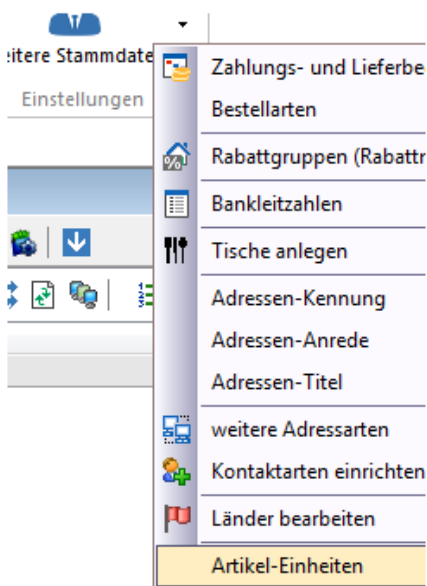 eitere Stammdate
Einstellungen
Zahlungs- und Lieferbe
Bestellarten
Rabattgruppen (Rabattr
Bankleitzahlen
Tische anlegen
Adressen-Kennung
Adressen-Anrede
Adressen-Titel
weitere Adressarten
Kontaktarten einrichten
Länder bearbeiten
Artikel-Einheiten